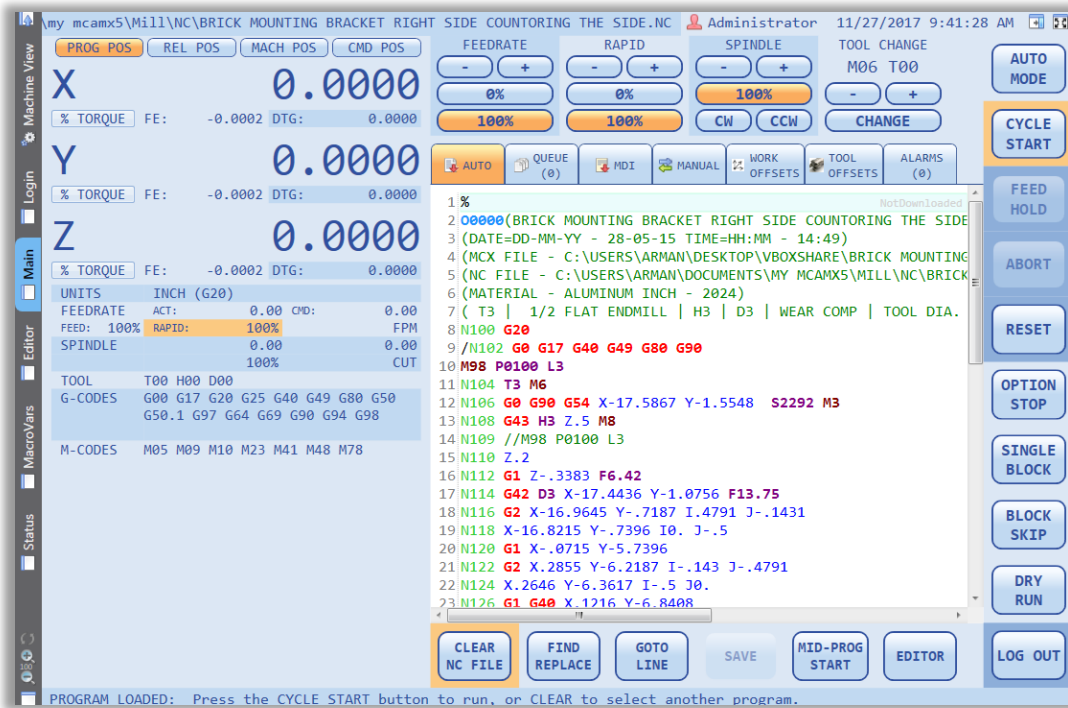 \my mcamx5\Mill\NC\BRICK MOUNTING BRACKET RIGHT SIDE COUNTORING THE SIDE.NC Administrator 11/27/2017 9:41:28 AM
Machine View
Login
Main
Editor
MacroVars
Status
100
PROG POS REL POS MACH POS CMD POS
X 0.0000
% TORQUE FE: -0.0002 DTG: 0.0000
Y 0.0000
% TORQUE FE: -0.0002 DTG: 0.0000
Z 0.0000
% TORQUE FE: -0.0002 DTG: 0.0000
UNITS INCH (G20)
FEEDRATE ACT: 0.00 CMD: 0.00
FEED: 100% RAPID: 100% FPM
SPINDLE 0.00 0.00
100% CUT
TOOL T00 H00 D00
G-CODES G00 G17 G20 G25 G40 G49 G80 G50
G50.1 G97 G64 G69 G90 G94 G98
M-CODES M05 M09 M10 M23 M41 M48 M78
FEEDRATE RAPID SPINDLE TOOL CHANGE
M06 T00
- + - + - + - +
0% 0% 100%
100% 100% CW CCW CHANGE
AUTO QUEUE (0) MDI MANUAL WORK OFFSETS TOOL OFFSETS ALARMS (0)
1 % NotDownloaded
2 O0000(BRICK MOUNTING BRACKET RIGHT SIDE COUNTORING THE SIDE
3 (DATE=DD-MM-YY - 28-05-15 TIME=HH:MM - 14:49)
4 (MCX FILE - C:\USERS\ARMAN\DESKTOP\VBOXSHARE\BRICK MOUNTING
5 (NC FILE - C:\USERS\ARMAN\DOCUMENTS\MY MCAMX5\MILL\NC\BRICK
6 (MATERIAL - ALUMINUM INCH - 2024)
7 ( T3 | 1/2 FLAT ENDMILL | H3 | D3 | WEAR COMP | TOOL DIA.
8 N100 G20
9 /N102 G0 G17 G40 G49 G80 G90
10 M98 P0100 L3
11 N104 T3 M6
12 N106 G0 G90 G54 X-17.5867 Y-1.5548 S2292 M3
13 N108 G43 H3 Z.5 M8
14 N109 //M98 P0100 L3
15 N110 Z.2
16 N112 G1 Z-.3383 F6.42
17 N114 G42 D3 X-17.4436 Y-1.0756 F13.75
18 N116 G2 X-16.9645 Y-.7187 I.4791 J-.1431
19 N118 X-16.8215 Y-.7396 I0. J-.5
20 N120 G1 X-.0715 Y-5.7396
21 N122 G2 X.2855 Y-6.2187 I-.143 J-.4791
22 N124 X.2646 Y-6.3617 I-.5 J0.
23 N126 G1 G40 X.1216 Y-6.8408
CLEAR NC FILE FIND REPLACE GOTO LINE SAVE MID-PROG START EDITOR
AUTO MODE
CYCLE START
FEED HOLD
ABORT
RESET
OPTION STOP
SINGLE BLOCK
BLOCK SKIP
DRY RUN
LOG OUT
PROGRAM LOADED: Press the CYCLE START button to run, or CLEAR to select another program.